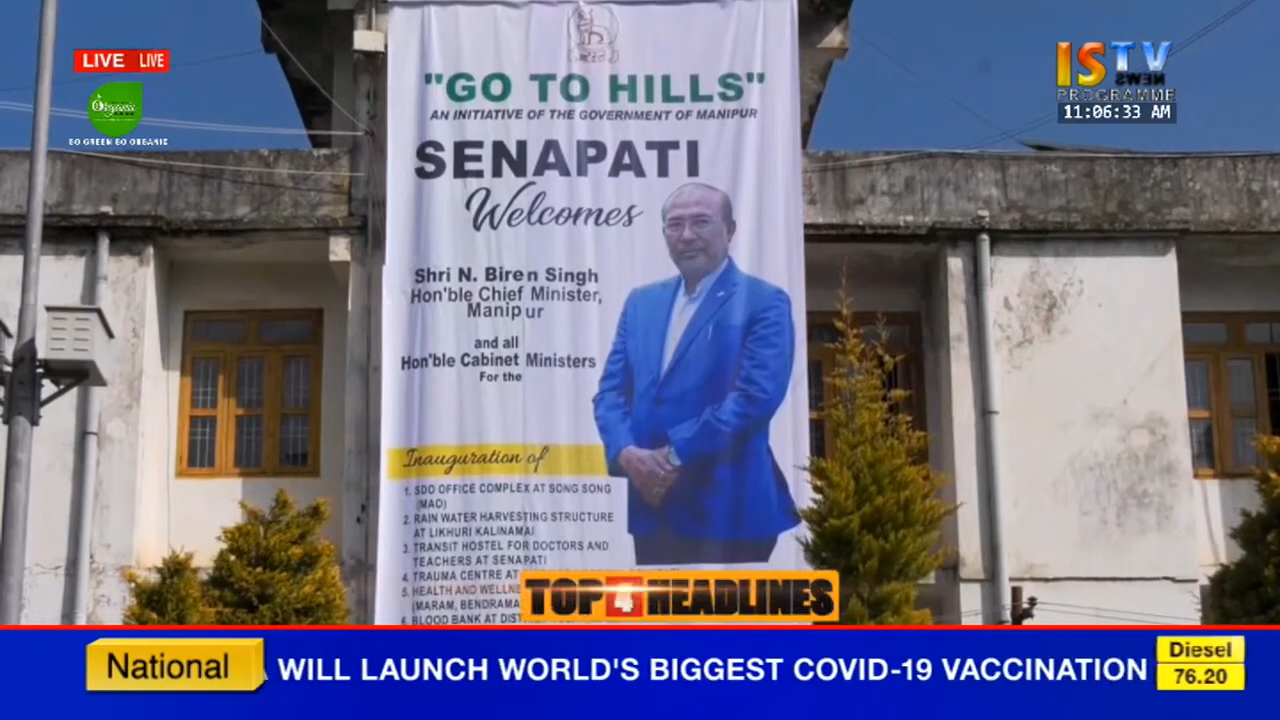 LIVE LIVE
Organic
GO GREEN GO ORGANIC
ISTV
NEWS
PROGRAMME
11:06:33 AM
"GO TO HILLS"
AN INITIATIVE OF THE GOVERNMENT OF MANIPUR
SENAPATI
Welcomes
Shri N. Biren Singh
Hon'ble Chief Minister,
Manipur
and all
Hon'ble Cabinet Ministers
For the
Inauguration of
1. SDO OFFICE COMPLEX AT SONG SONG
(MAO)
2. RAIN WATER HARVESTING STRUCTURE
AT LIKHURI KALINAMAI
3. TRANSIT HOSTEL FOR DOCTORS AND
TEACHERS AT SENAPATI
4. TRAUMA CENTRE AT
5. HEALTH AND WELLNE
(MARAM, BENDRAMA
6. BLOOD BANK AT
TOP 4 HEADLINES
National
WILL LAUNCH WORLD'S BIGGEST COVID-19 VACCINATION
Diesel
76.20